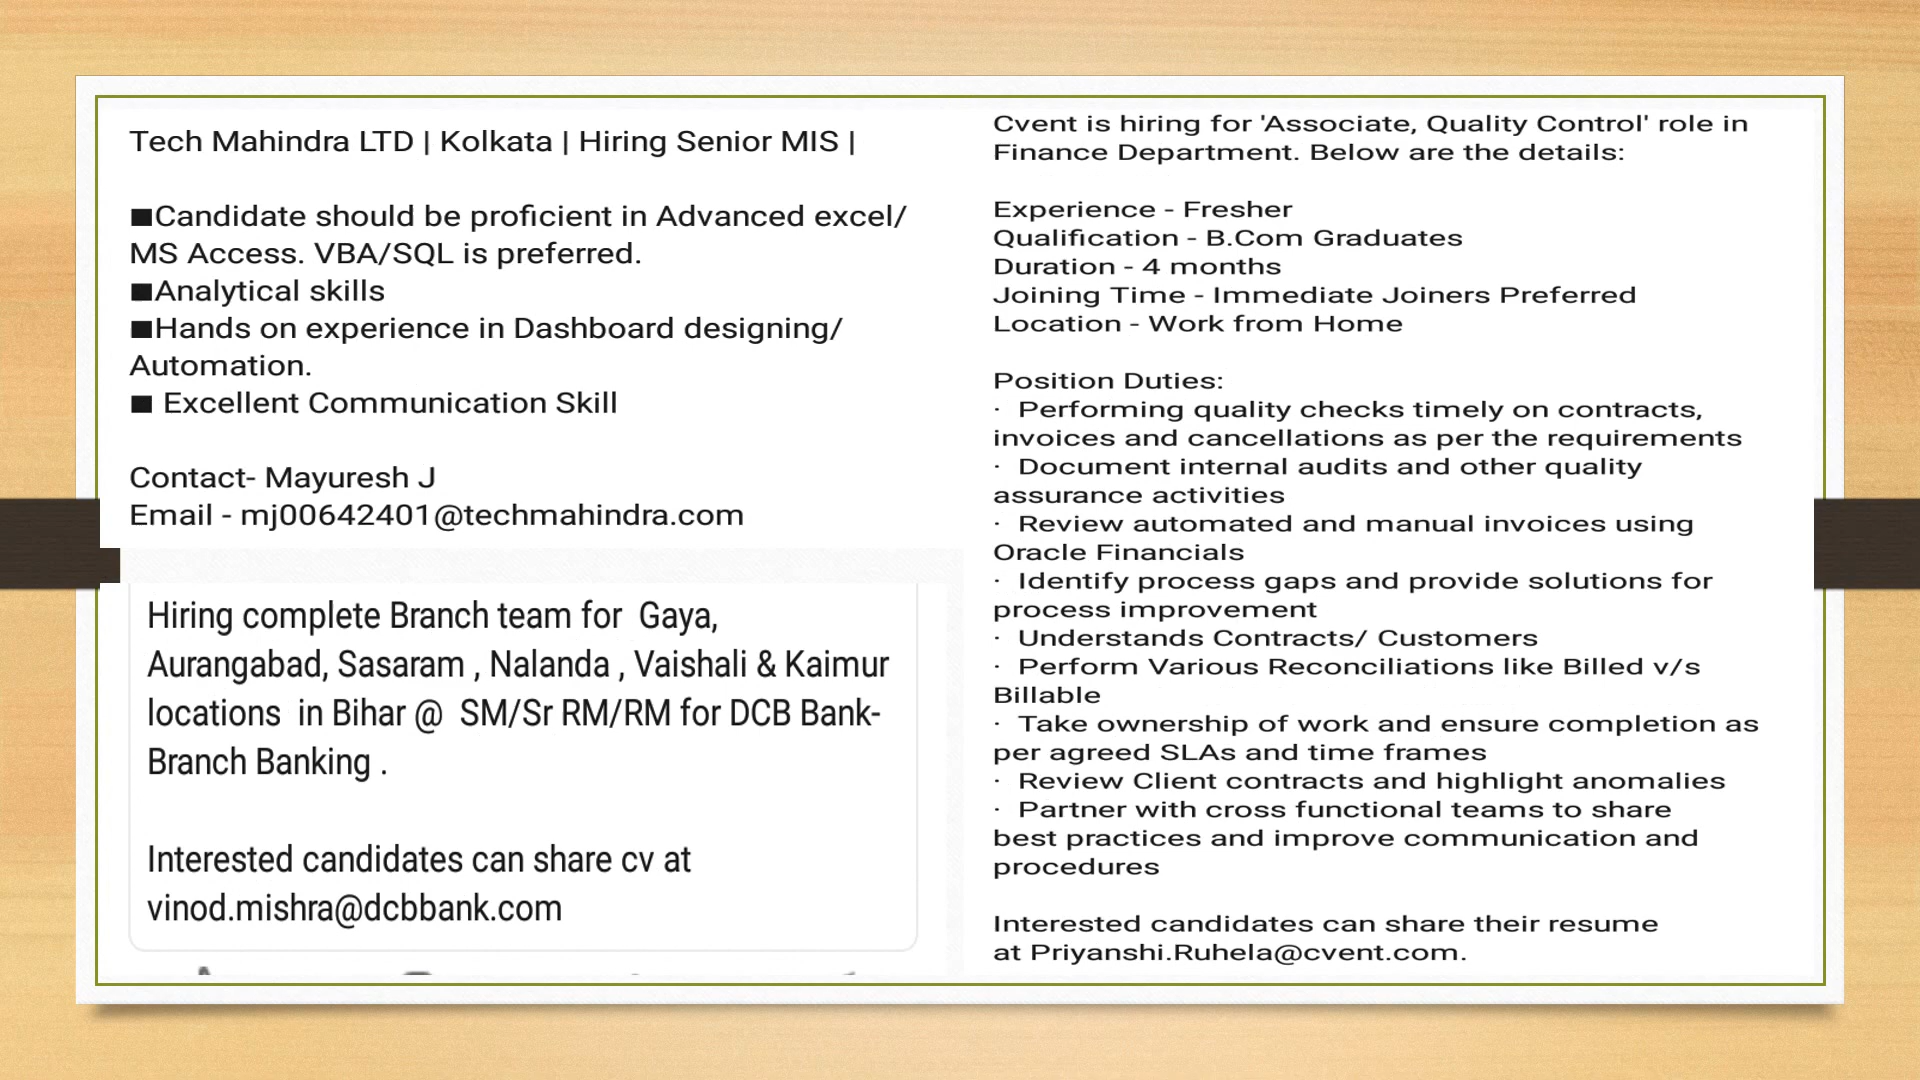 Tech Mahindra LTD | Kolkata | Hiring Senior MIS |
■Candidate should be proficient in Advanced excel/
MS Access. VBA/SQL is preferred.
■Analytical skills
■Hands on experience in Dashboard designing/
Automation.
■ Excellent Communication Skill
Contact- Mayuresh J
Email - mj00642401@techmahindra.com
Hiring complete Branch team for  Gaya,
Aurangabad, Sasaram , Nalanda , Vaishali & Kaimur
locations  in Bihar @  SM/Sr RM/RM for DCB Bank-
Branch Banking .
Interested candidates can share cv at
vinod.mishra@dcbbank.com
Cvent is hiring for 'Associate, Quality Control' role in
Finance Department. Below are the details:
Experience - Fresher
Qualification - B.Com Graduates
Duration - 4 months
Joining Time - Immediate Joiners Preferred
Location - Work from Home
Position Duties:
·  Performing quality checks timely on contracts,
invoices and cancellations as per the requirements
·  Document internal audits and other quality
assurance activities
·  Review automated and manual invoices using
Oracle Financials
·  Identify process gaps and provide solutions for
process improvement
·  Understands Contracts/ Customers
·  Perform Various Reconciliations like Billed v/s
Billable
·  Take ownership of work and ensure completion as
per agreed SLAs and time frames
·  Review Client contracts and highlight anomalies
·  Partner with cross functional teams to share
best practices and improve communication and
procedures
Interested candidates can share their resume
at Priyanshi.Ruhela@cvent.com.